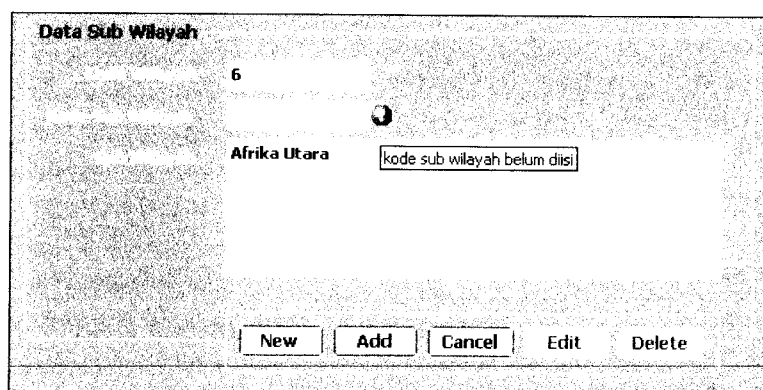 Data Sub Wilayah
6
Afrika Utara
kode sub wilayah belum diisi
New Add Cancel Edit Delete